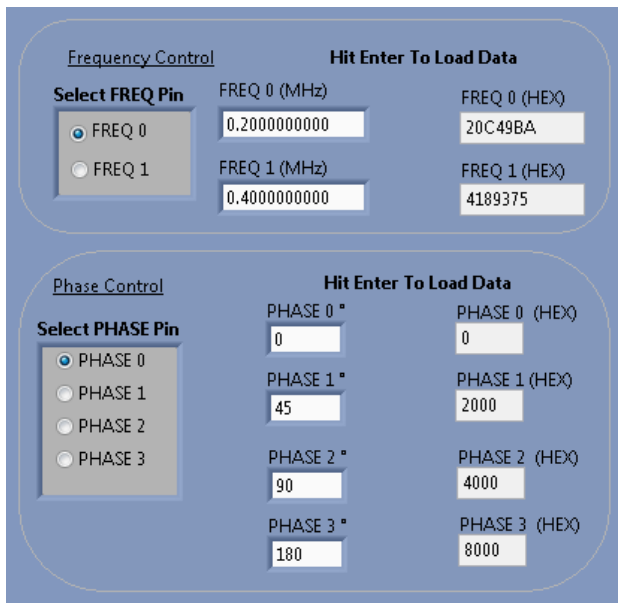 Frequency Control
Hit Enter To Load Data
Select FREQ Pin
FREQ 0
FREQ 1
FREQ 0 (MHz)
0.2000000000
FREQ 1 (MHz)
0.4000000000
FREQ 0 (HEX)
20C49BA
FREQ 1 (HEX)
4189375
Phase Control
Hit Enter To Load Data
Select PHASE Pin
PHASE 0
PHASE 1
PHASE 2
PHASE 3
PHASE 0 °
0
PHASE 1 °
45
PHASE 2 °
90
PHASE 3 °
180
PHASE 0 (HEX)
0
PHASE 1 (HEX)
2000
PHASE 2 (HEX)
4000
PHASE 3 (HEX)
8000